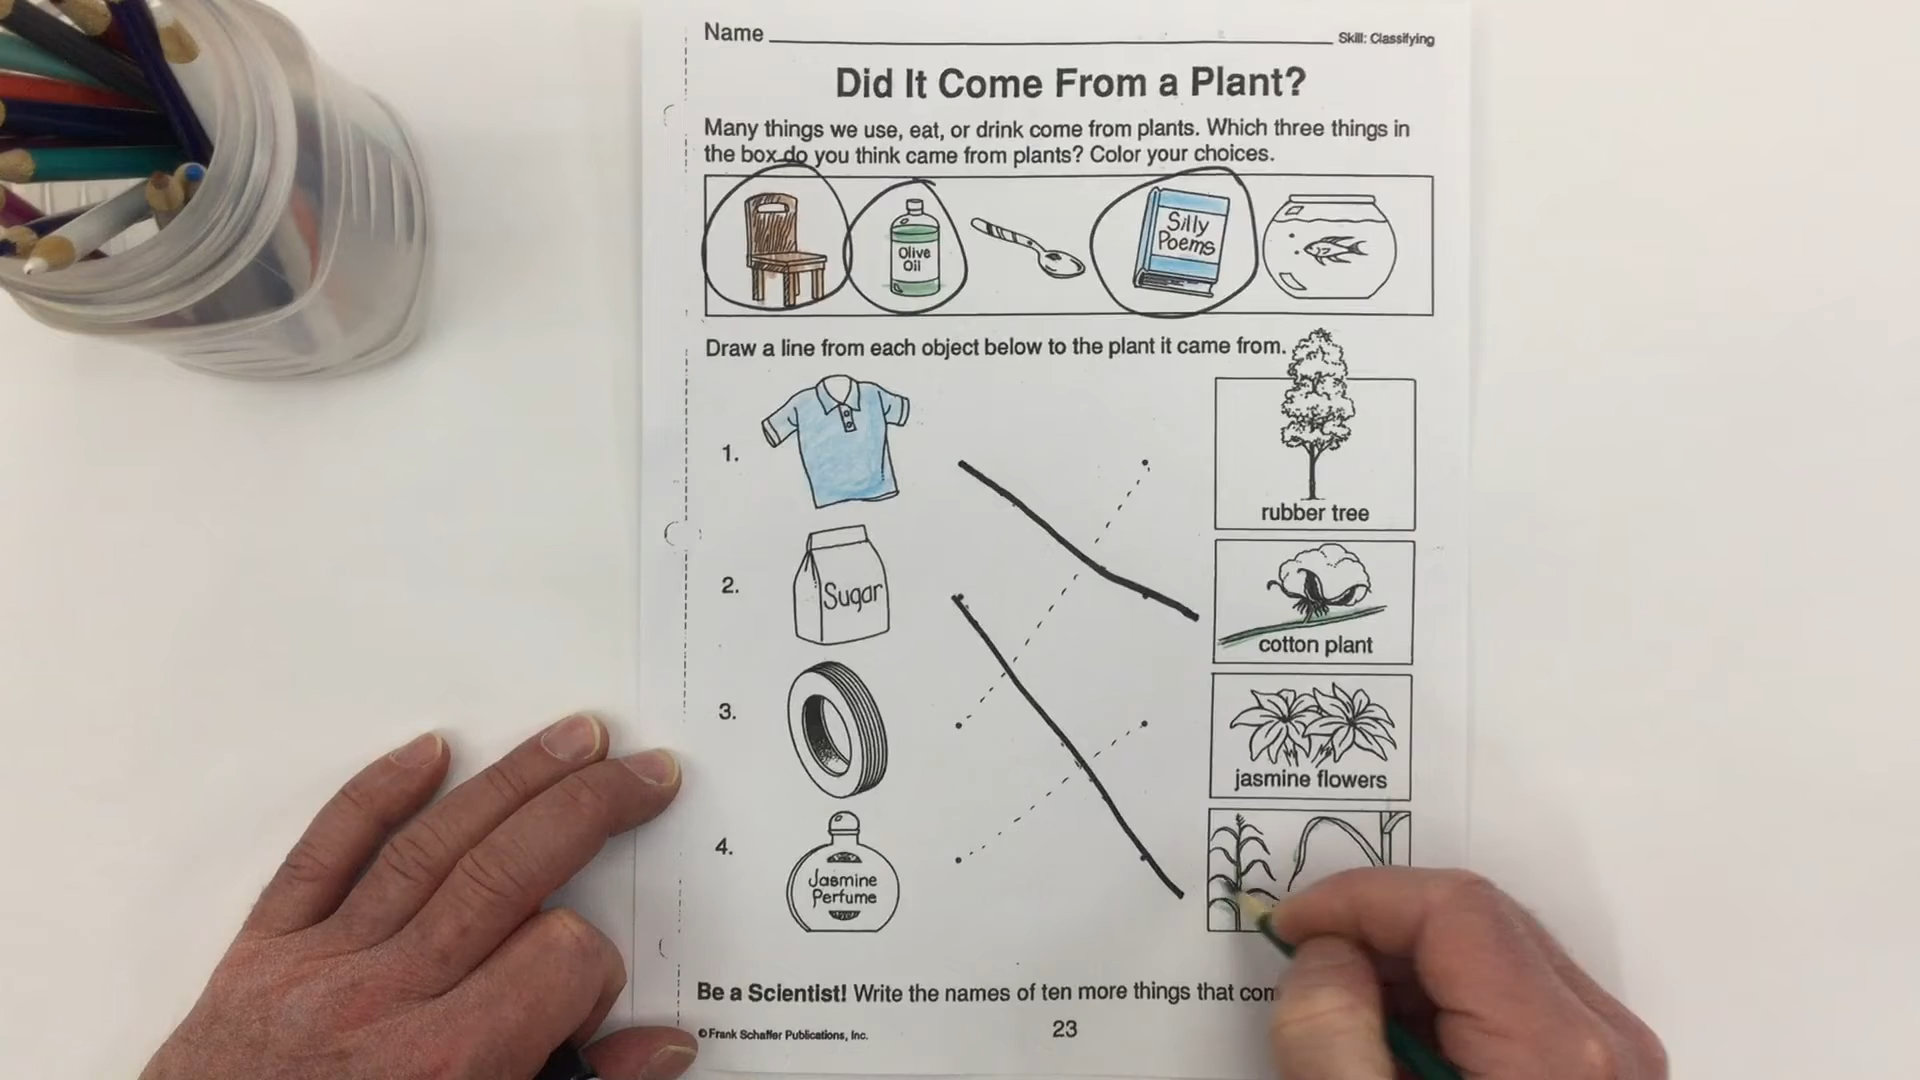 Name
Skill: Classifying
Did It Come From a Plant?
Many things we use, eat, or drink come from plants. Which three things in
the box do you think came from plants? Color your choices.
Olive
Oil
Silly
Poems
Draw a line from each object below to the plant it came from.
1.
rubber tree
2.
Sugar
cotton plant
3.
jasmine flowers
4.
Jasmine
Perfume
Be a Scientist! Write the names of ten more things that
© Frank Schaffer Publications, Inc.
23